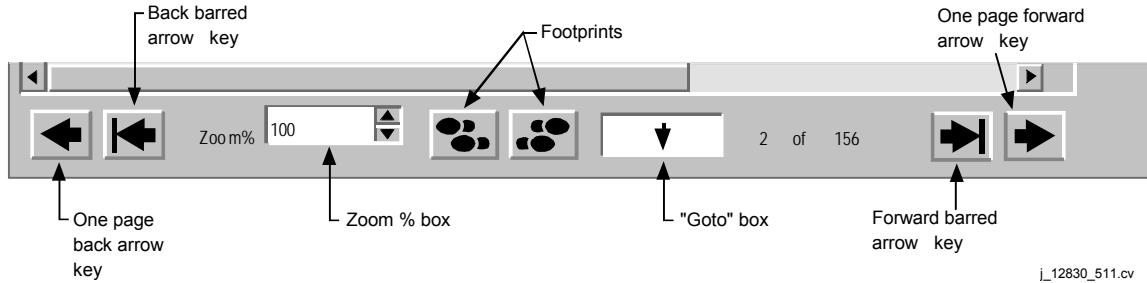 Back barred
arrow key
Footprints
One page forward
arrow key
Zoom%
100
2 of 156
One page
back arrow
key
Zoom % box
"Goto" box
Forward barred
arrow key
j_12830_511.cv